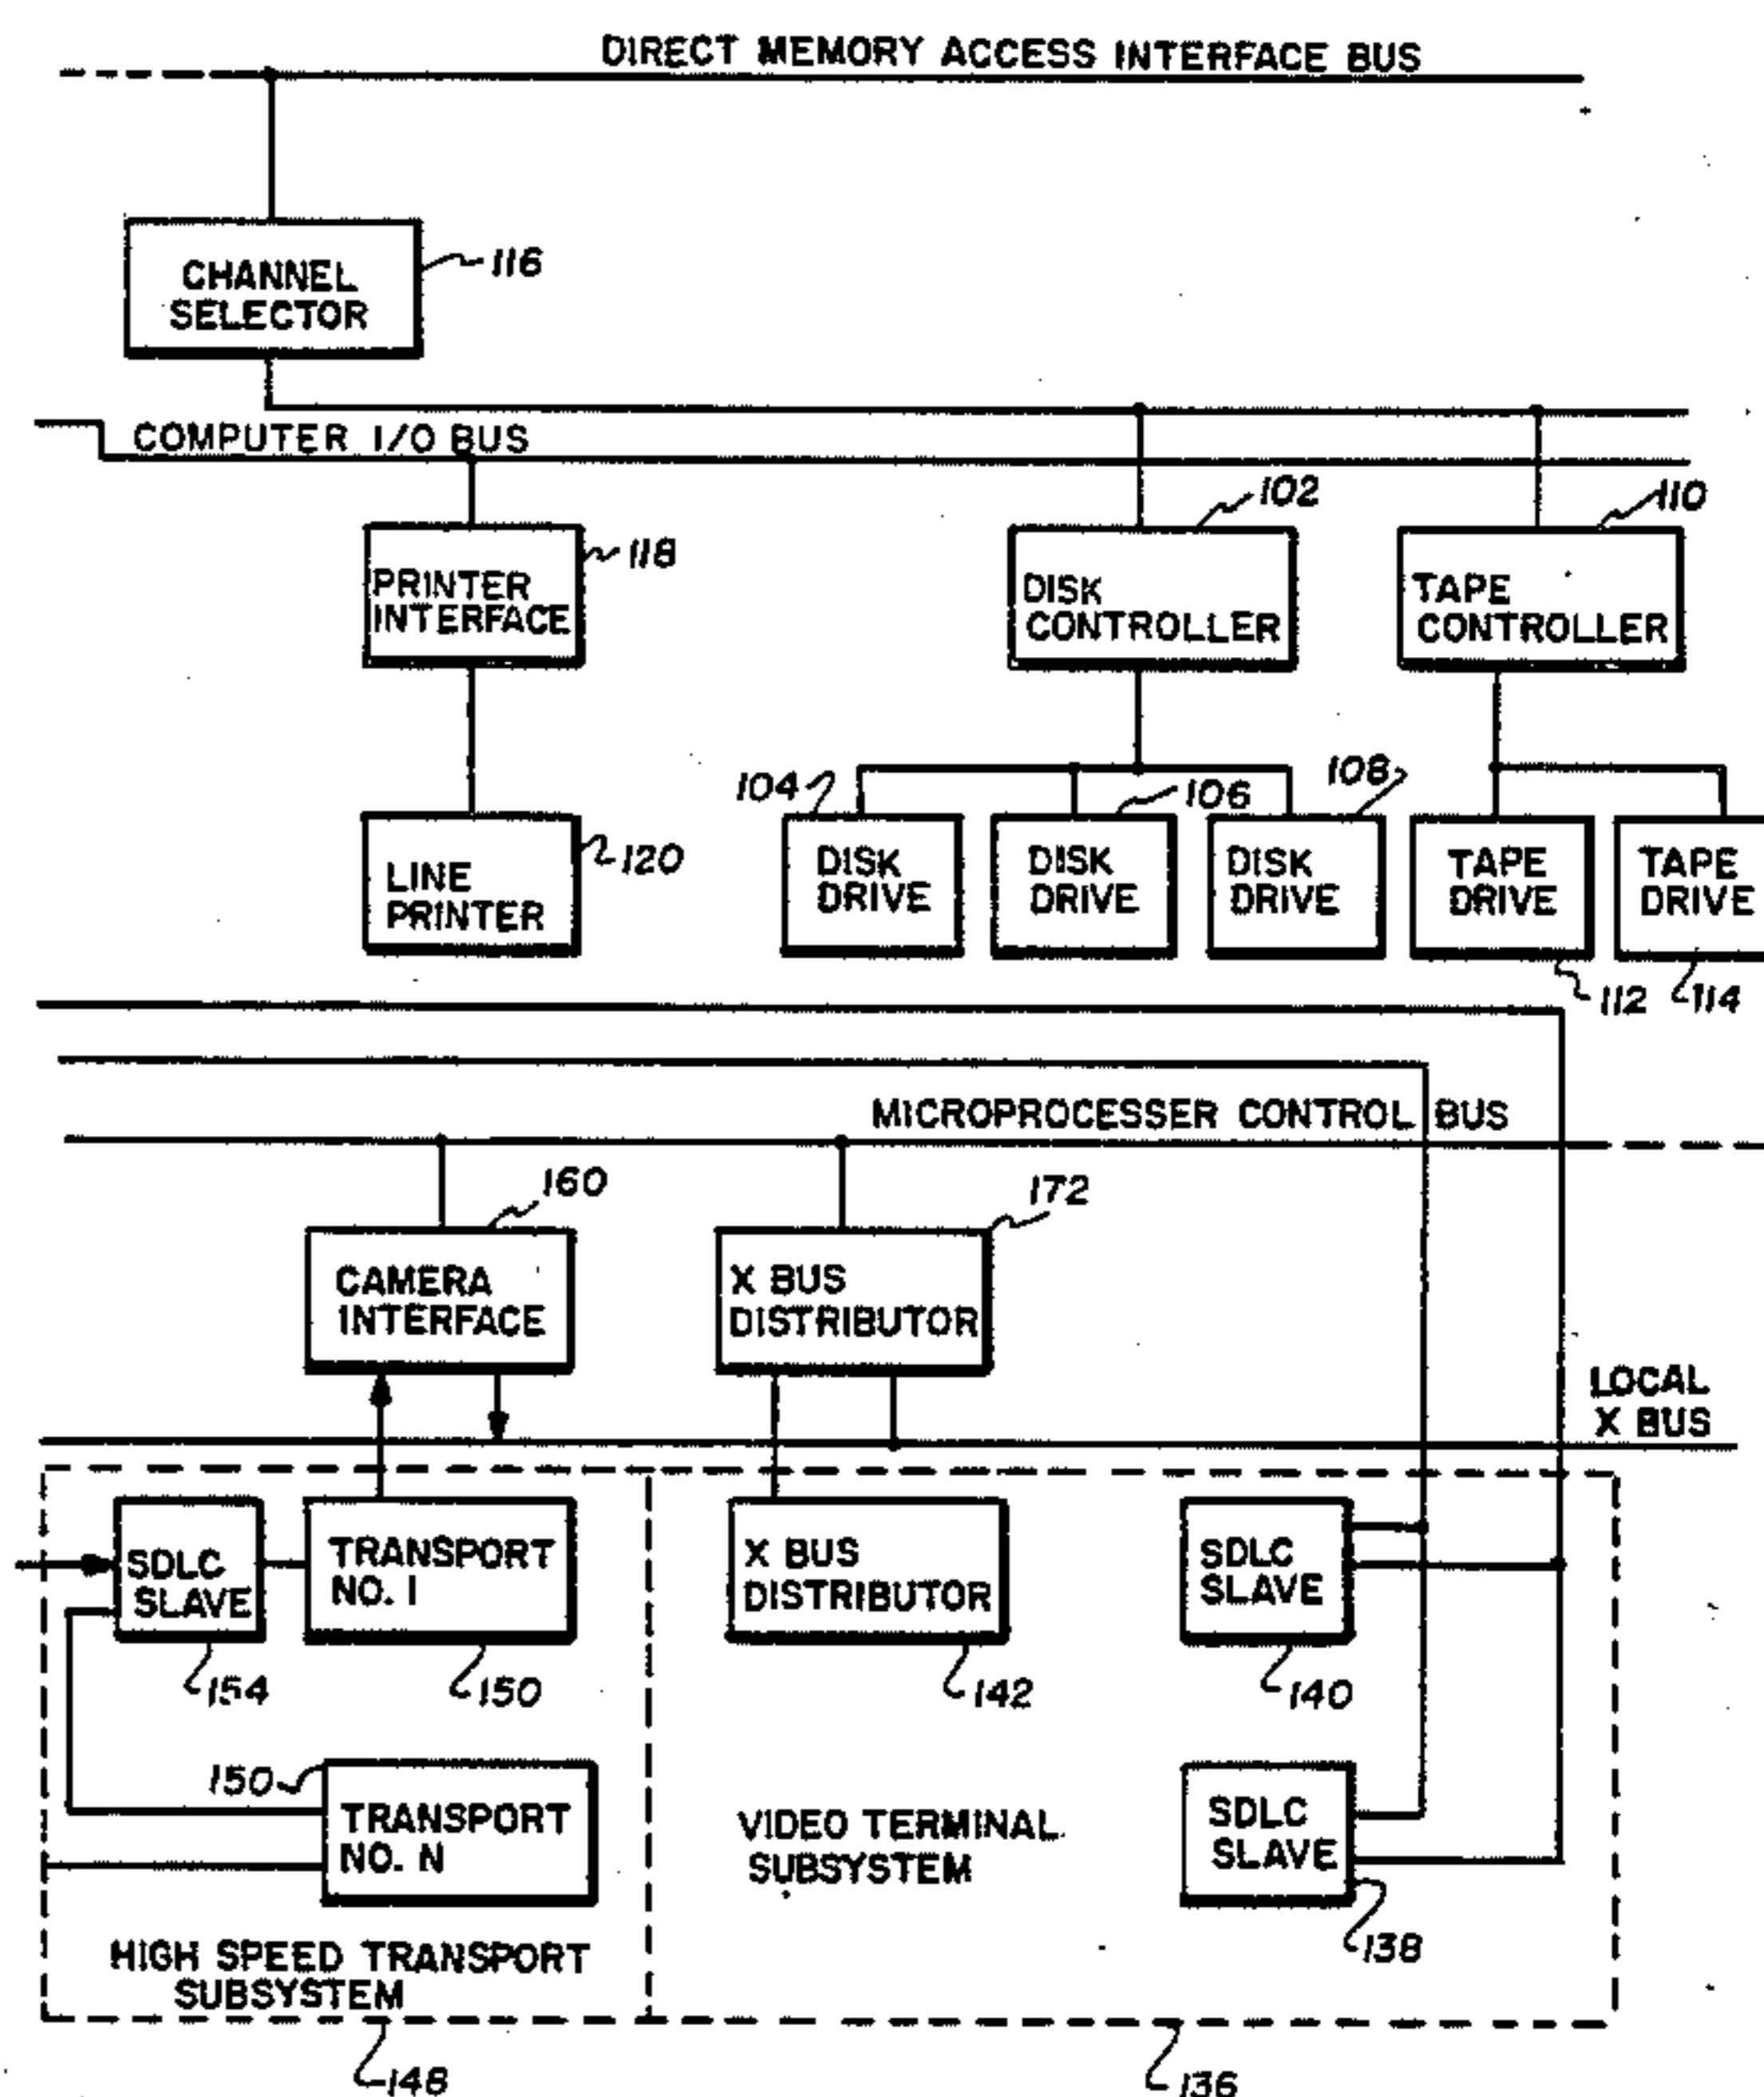 DIRECT MEMORY ACCESS INTERFACE BUS
CHANNEL
SELECTOR
116
COMPUTER I/O BUS
102
110
118
PRINTER
INTERFACE
DISK
CONTROLLER
TAPE
CONTROLLER
104
106
108
120
LINE
PRINTER
DISK
DRIVE
DISK
DRIVE
DISK
DRIVE
TAPE
DRIVE
TAPE
DRIVE
112
114
MICROPROCESSER CONTROL BUS
160
172
CAMERA
INTERFACE
X BUS
DISTRIBUTOR
LOCAL
X BUS
SDLC
SLAVE
TRANSPORT
NO. 1
X BUS
DISTRIBUTOR
SDLC
SLAVE
154
150
142
140
150
TRANSPORT
NO. N
VIDEO TERMINAL
SUBSYSTEM
SDLC
SLAVE
138
HIGH SPEED TRANSPORT
SUBSYSTEM
148
136